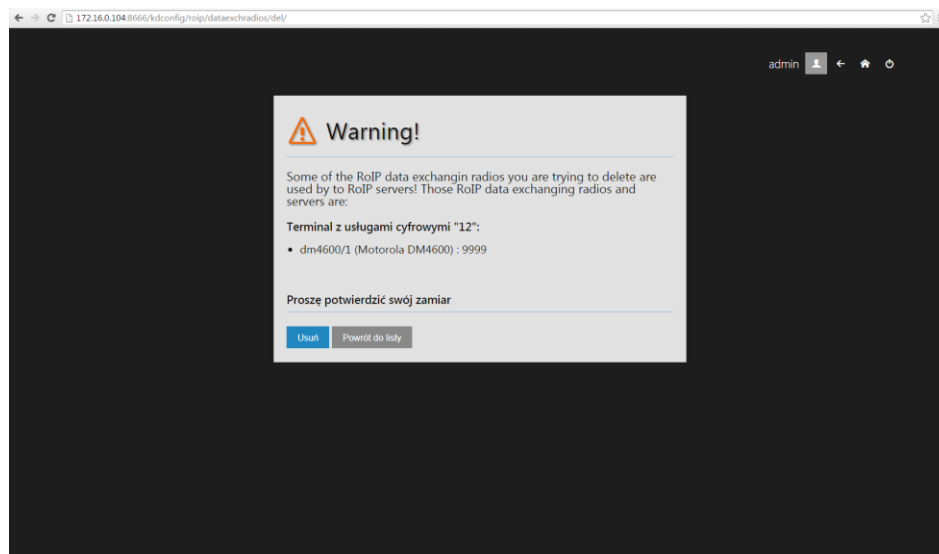 172.16.0.104:8666/kdconfig/roip/dataexchradios/del/
admin
Warning!
Some of the RoIP data exchangin radios you are trying to delete are
used by to RoIP servers! Those RoIP data exchanging radios and
servers are:
Terminal z usługami cyfrowymi "12":
• dm4600/1 (Motorola DM4600) : 9999
Proszę potwierdzić swój zamiar
Usuń Powrót do listy